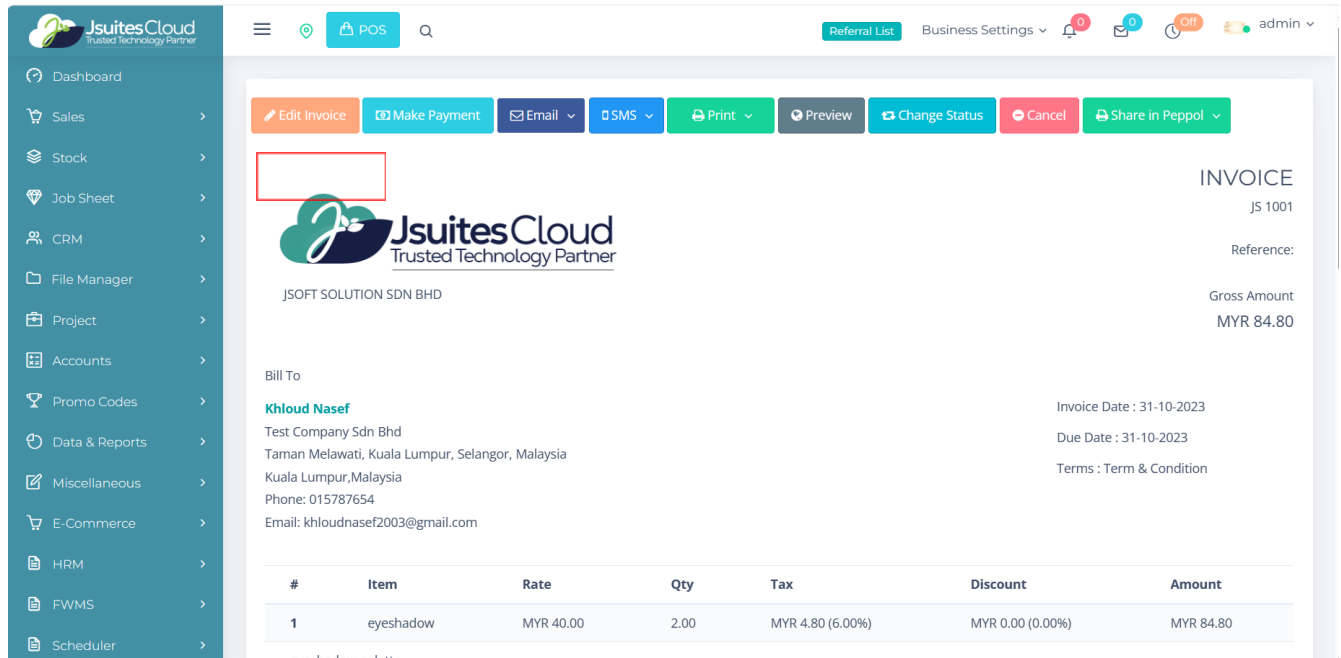 JsuitesCloud
Trusted Technology Partner
POS
Referral List
Business Settings
0
0
Off
admin
Dashboard
Sales
Stock
Job Sheet
CRM
File Manager
Project
Accounts
Promo Codes
Data & Reports
Miscellaneous
E-Commerce
HRM
FWMS
Scheduler
Edit Invoice Make Payment Email SMS Print Preview Change Status Cancel Share in Peppol
JsuitesCloud
Trusted Technology Partner
JSOFT SOLUTION SDN BHD
INVOICE
JS 1001
Reference:
Gross Amount
MYR 84.80
Bill To
Khloud Nasef
Test Company Sdn Bhd
Taman Melawati, Kuala Lumpur, Selangor, Malaysia
Kuala Lumpur,Malaysia
Phone: 015787654
Email: khloudnasef2003@gmail.com
Invoice Date : 31-10-2023
Due Date : 31-10-2023
Terms : Term & Condition
# Item Rate Qty Tax Discount Amount
1 eyeshadow MYR 40.00 2.00 MYR 4.80 (6.00%) MYR 0.00 (0.00%) MYR 84.80